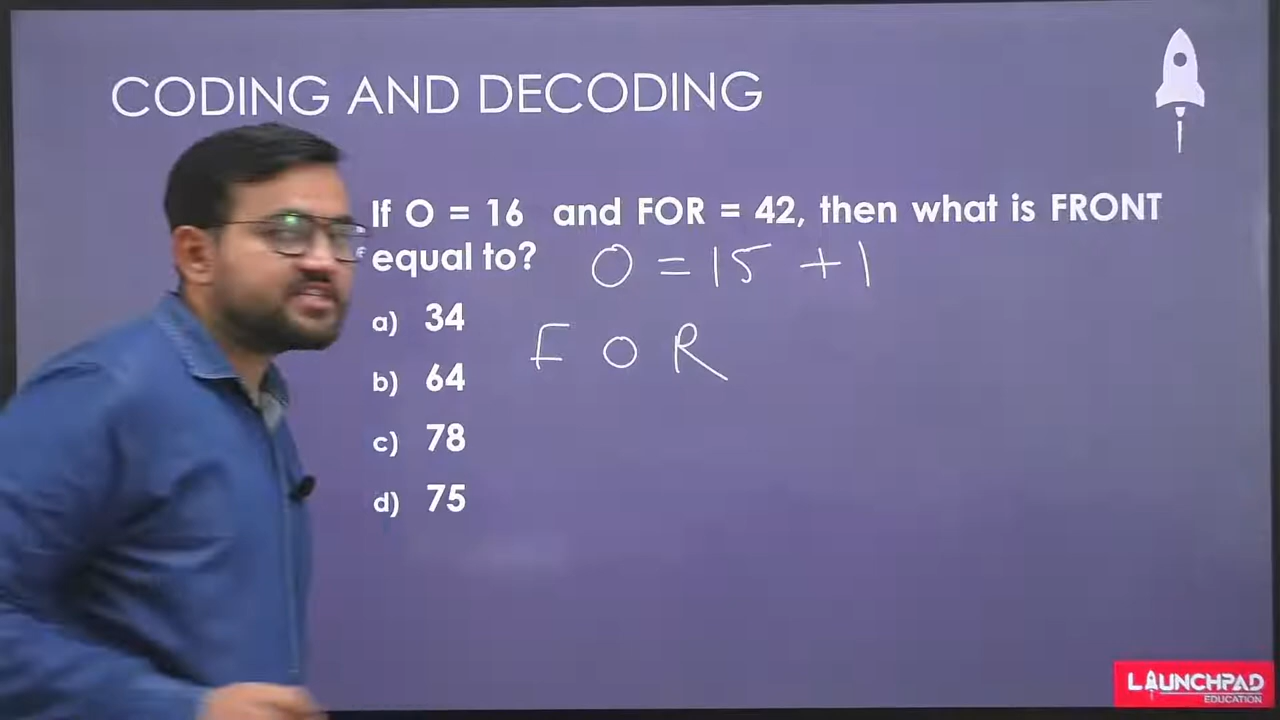 CODING AND DECODING
If O = 16 and FOR = 42, then what is FRONT
equal to?
O = 15 + 1
a) 34
F O R
b) 64
c) 78
d) 75
LAUNCHPAD
EDUCATION